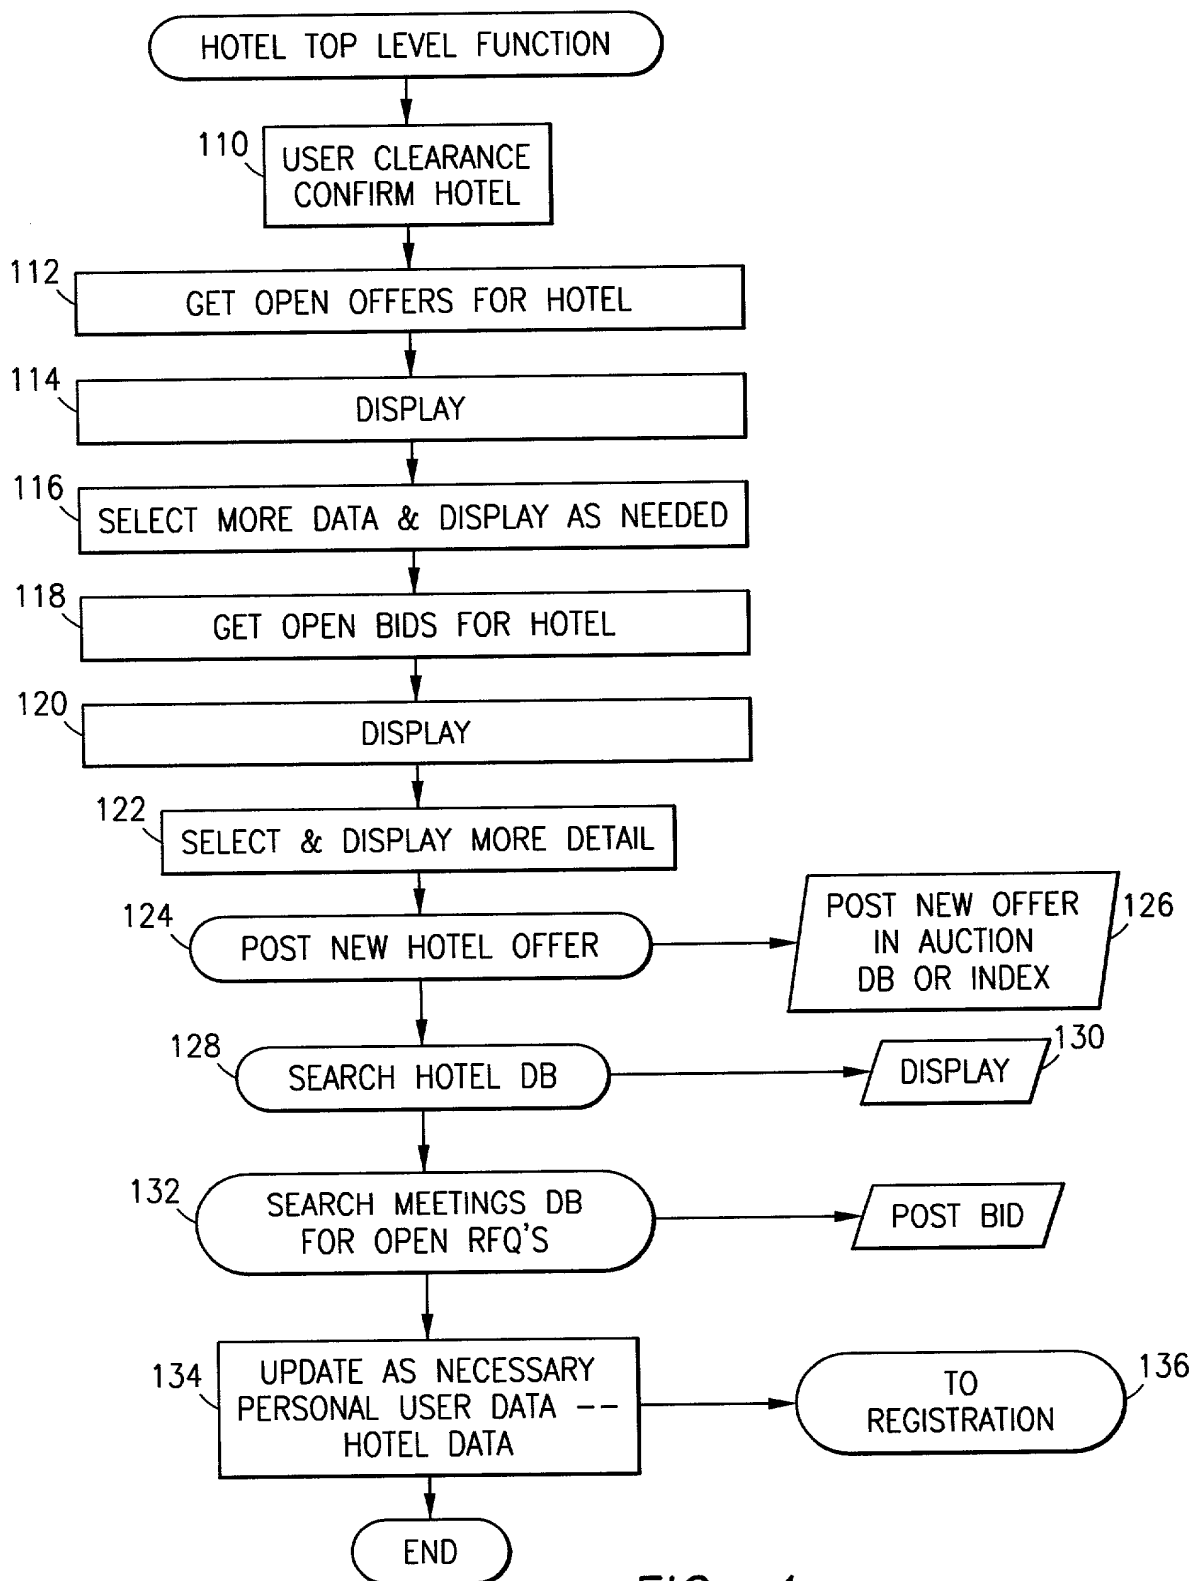 HOTEL TOP LEVEL FUNCTION
110
USER CLEARANCE
CONFIRM HOTEL
112
GET OPEN OFFERS FOR HOTEL
114
DISPLAY
116
SELECT MORE DATA & DISPLAY AS NEEDED
118
GET OPEN BIDS FOR HOTEL
120
DISPLAY
122
SELECT & DISPLAY MORE DETAIL
124
POST NEW HOTEL OFFER
POST NEW OFFER
IN AUCTION
DB OR INDEX
126
128
SEARCH HOTEL DB
DISPLAY
130
132
SEARCH MEETINGS DB
FOR OPEN RFQ'S
POST BID
134
UPDATE AS NECESSARY
PERSONAL USER DATA --
HOTEL DATA
TO
REGISTRATION
136
END